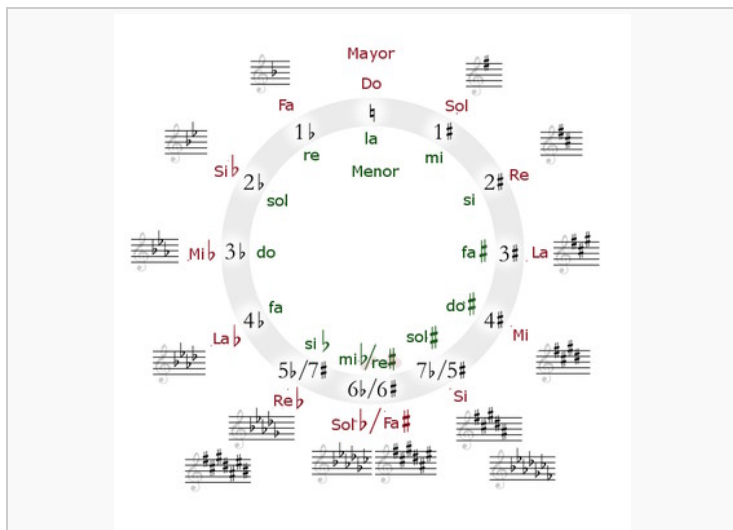 Mayor
Do
Fa
Sol
♮
1♭
1♯
la
re
mi
Menor
Si♭
Re
2♭
2♯
sol
si
Mi♭
3♭
do
fa♯
3♯
La
fa
do♯
4♭
4♯
La♭
Mi
si♭
sol♯
mi♭/re♯
5♭/7♯
7♭/5♯
6♭/6♯
Re♭
Si
Sol♭/Fa♯